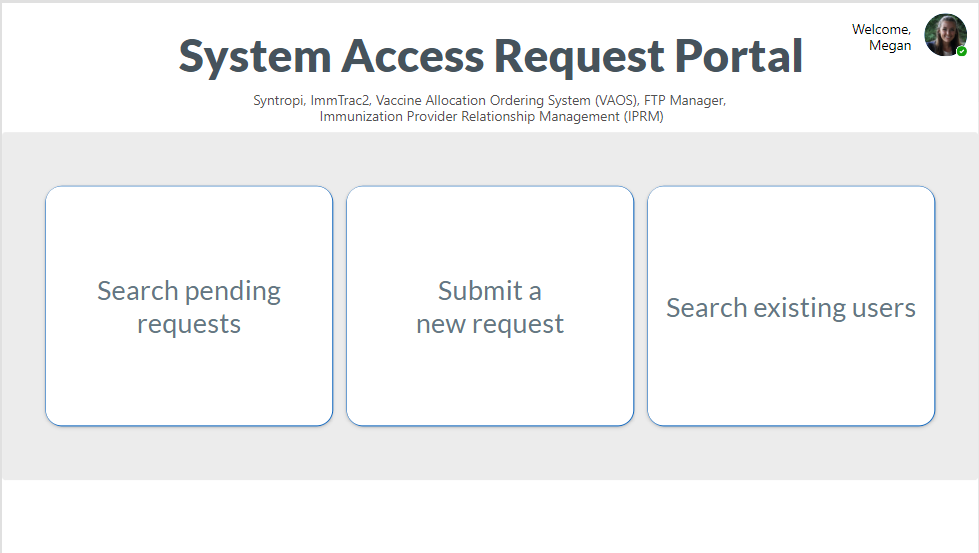 Welcome,
Megan
System Access Request Portal
Syntropi, ImmTrac2, Vaccine Allocation Ordering System (VAOS), FTP Manager,
Immunization Provider Relationship Management (IPRM)
Search pending
requests
Submit a
new request
Search existing users